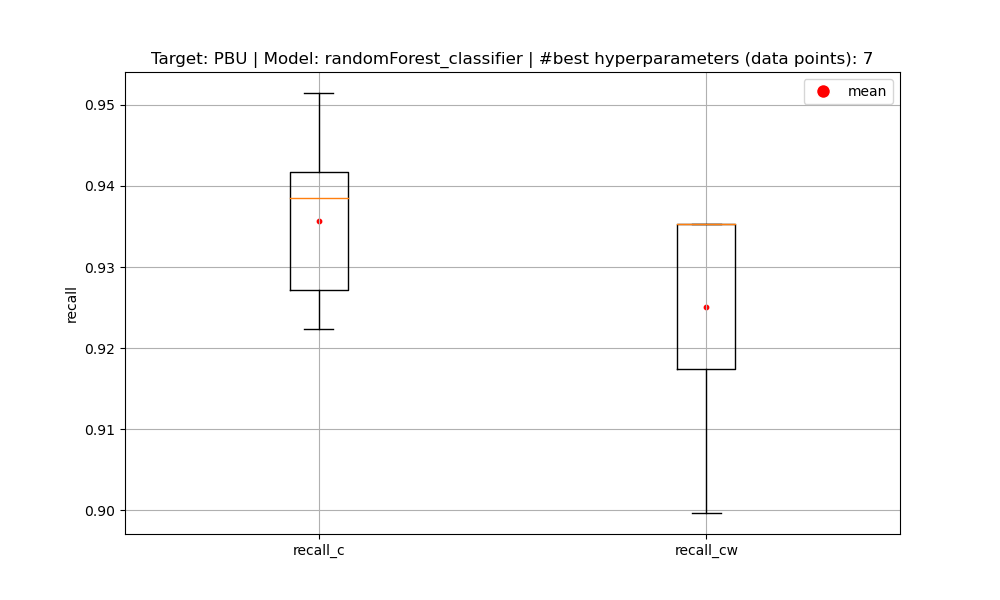 Target: PBU | Model: randomForest_classifier | #best hyperparameters (data points): 7
mean
0.95
0.94
0.93
0.92
0.91
0.90
recall
recall_c
recall_cw